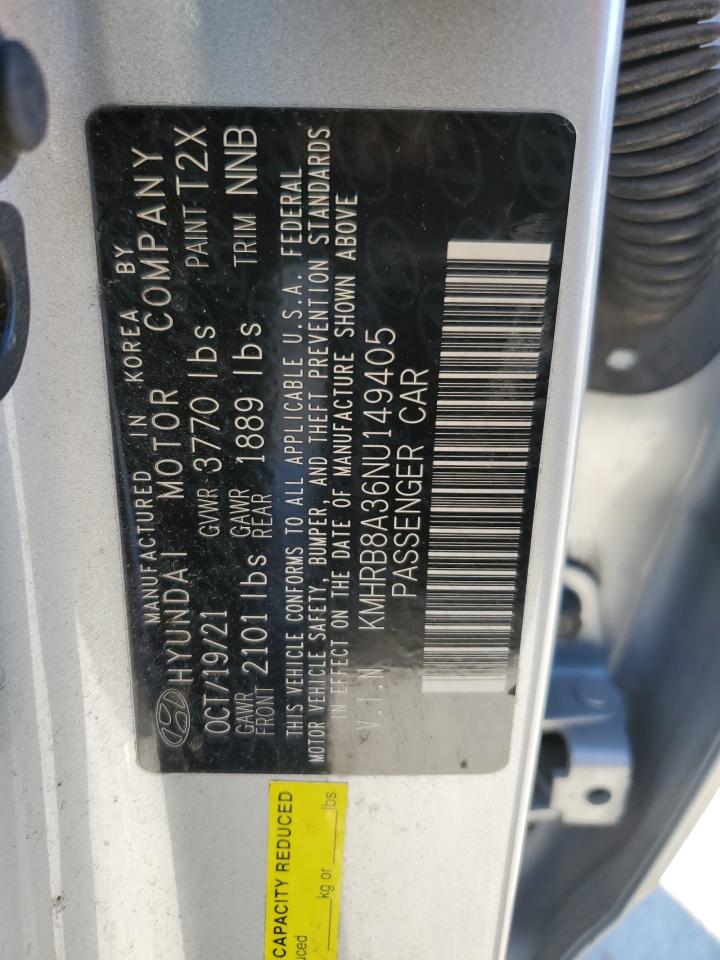 MANUFACTURED IN KOREA BY
HYUNDAI MOTOR COMPANY
OCT/19/21 GVWR 3770 lbs PAINT T2X
GAWR FRONT 2101 lbs GAWR REAR 1889 lbs TRIM NNB
THIS VEHICLE CONFORMS TO ALL APPLICABLE U.S.A. FEDERAL
MOTOR VEHICLE SAFETY, BUMPER, AND THEFT PREVENTION STANDARDS
IN EFFECT ON THE DATE OF MANUFACTURE SHOWN ABOVE
V.I.N KMHRB8A36NU149405
PASSENGER CAR
CAPACITY REDUCED
kg or lbs